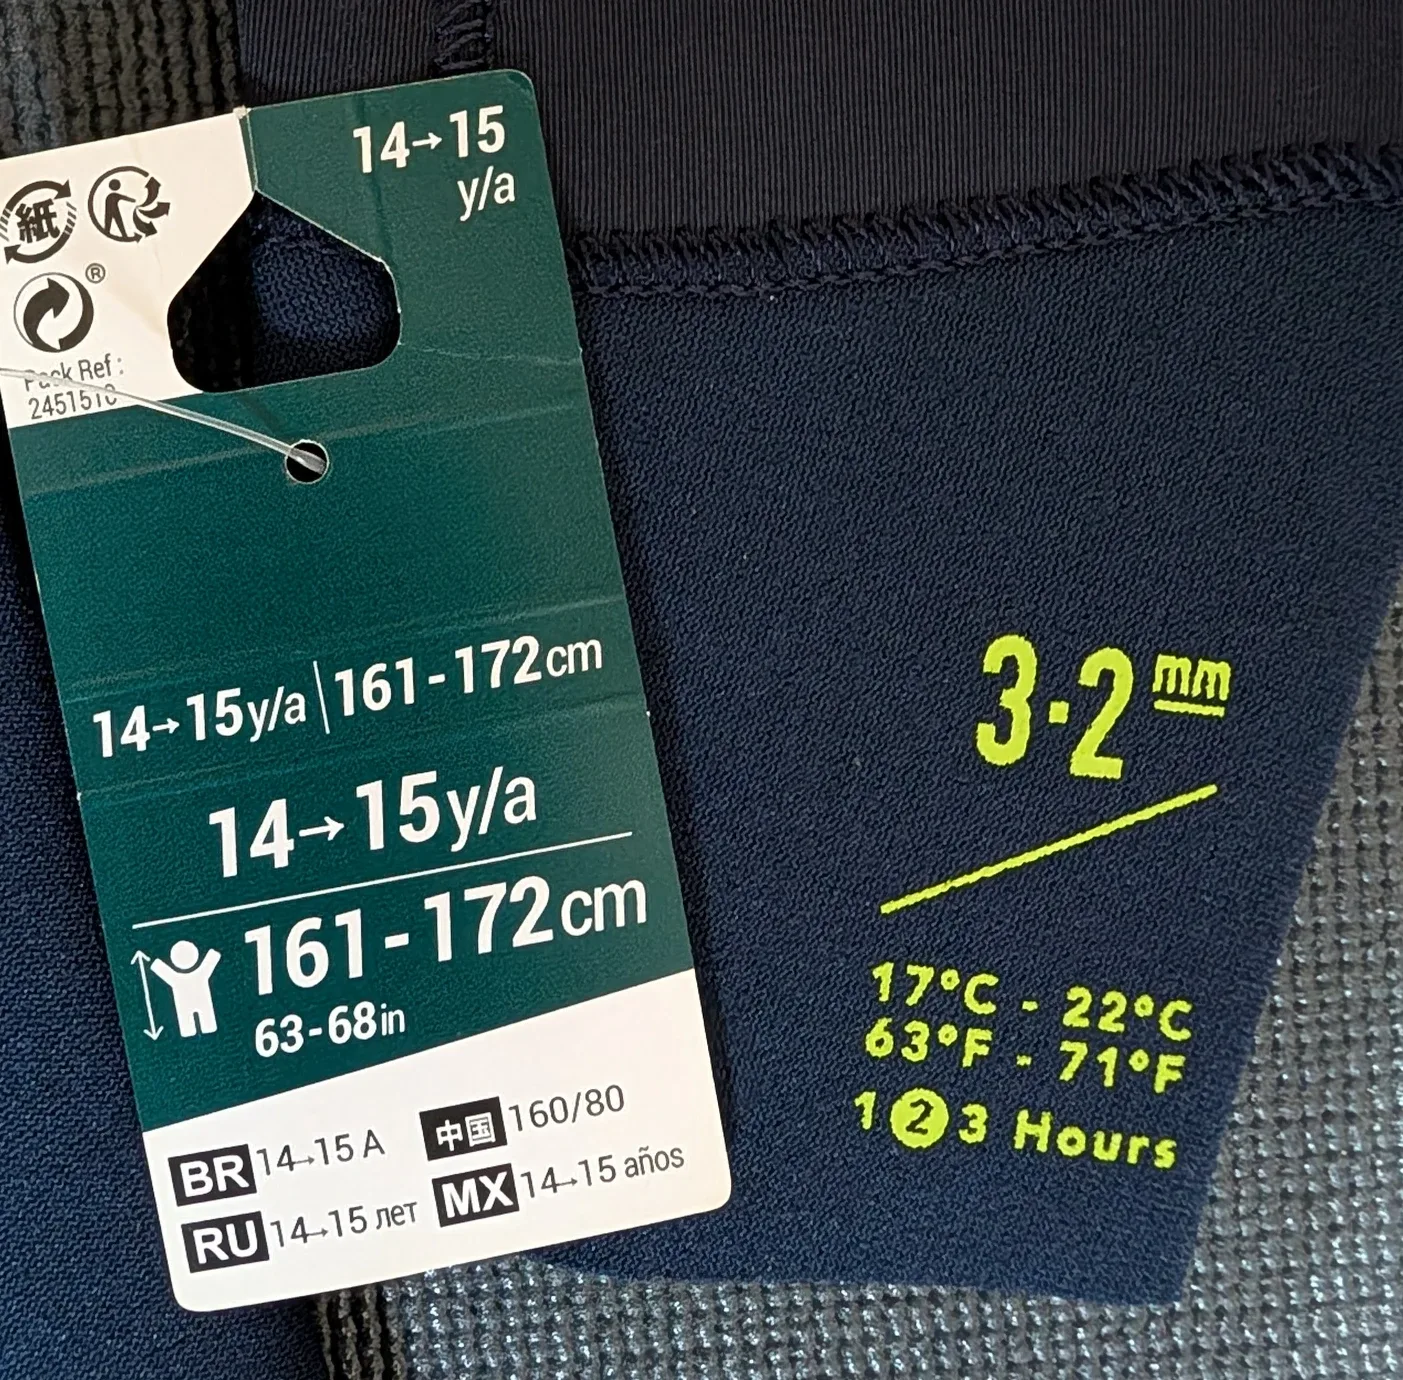 14→15
y/a
紙
®
Pack Ref :
14→15y/a | 161-172cm
14→15y/a
161-172cm
63-68in
BR 14→15 A
中国 160/80
RU 14→15 лет
MX 14→15 años
3·2 mm
17°C - 22°C
63°F - 71°F
1 2 3 Hours